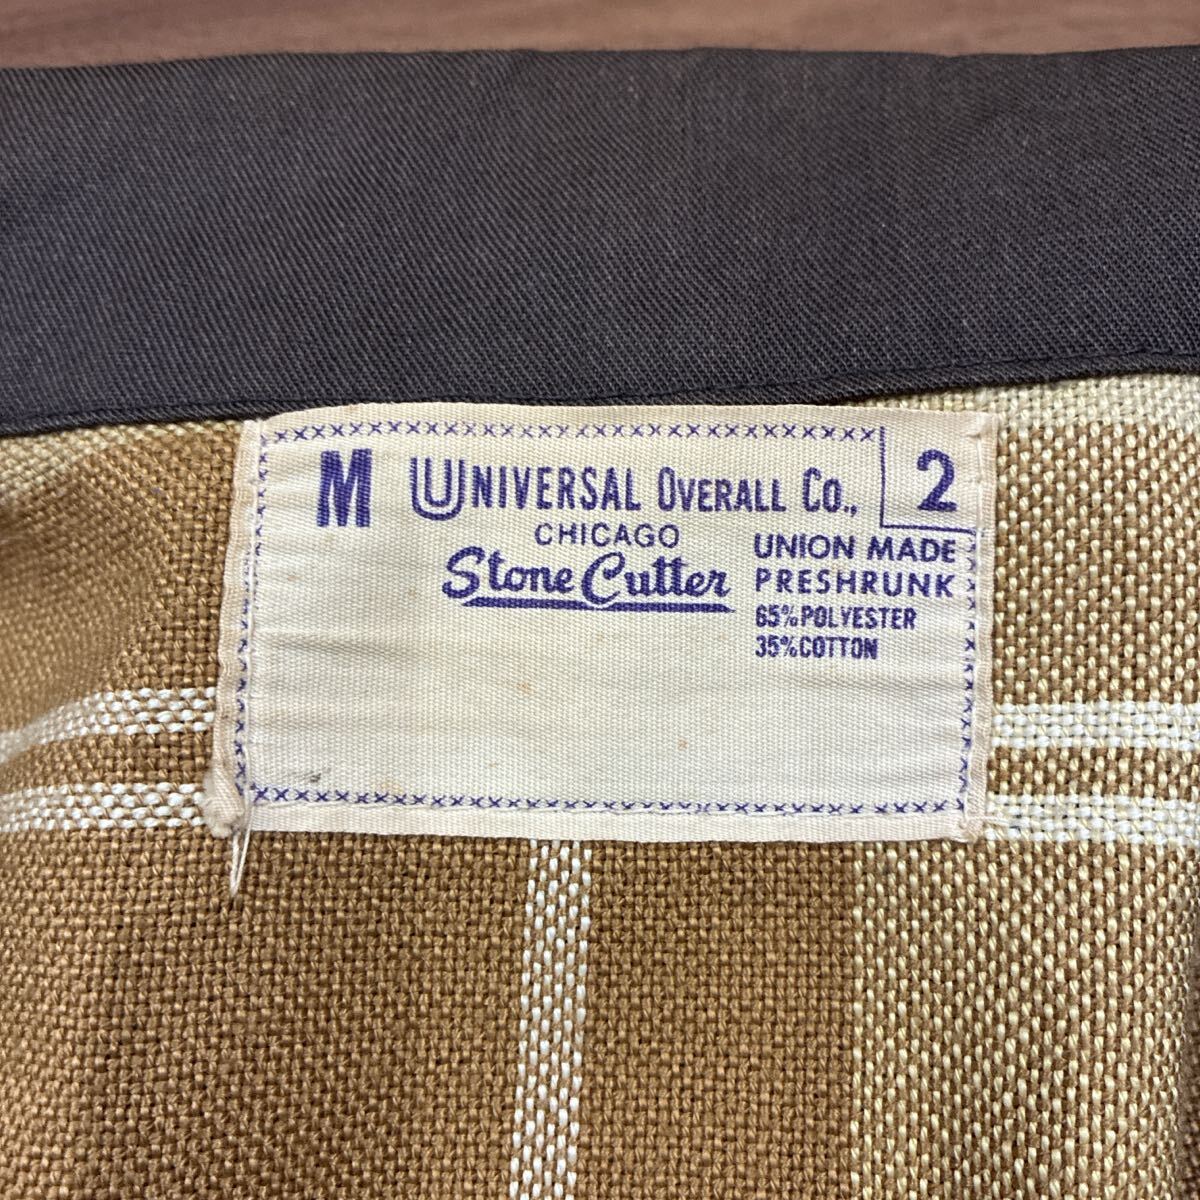 M UNIVERSAL OVERALL CO., 2
CHICAGO
Stone Cutter
UNION MADE
PRESHRUNK
65% POLYESTER
35% COTTON